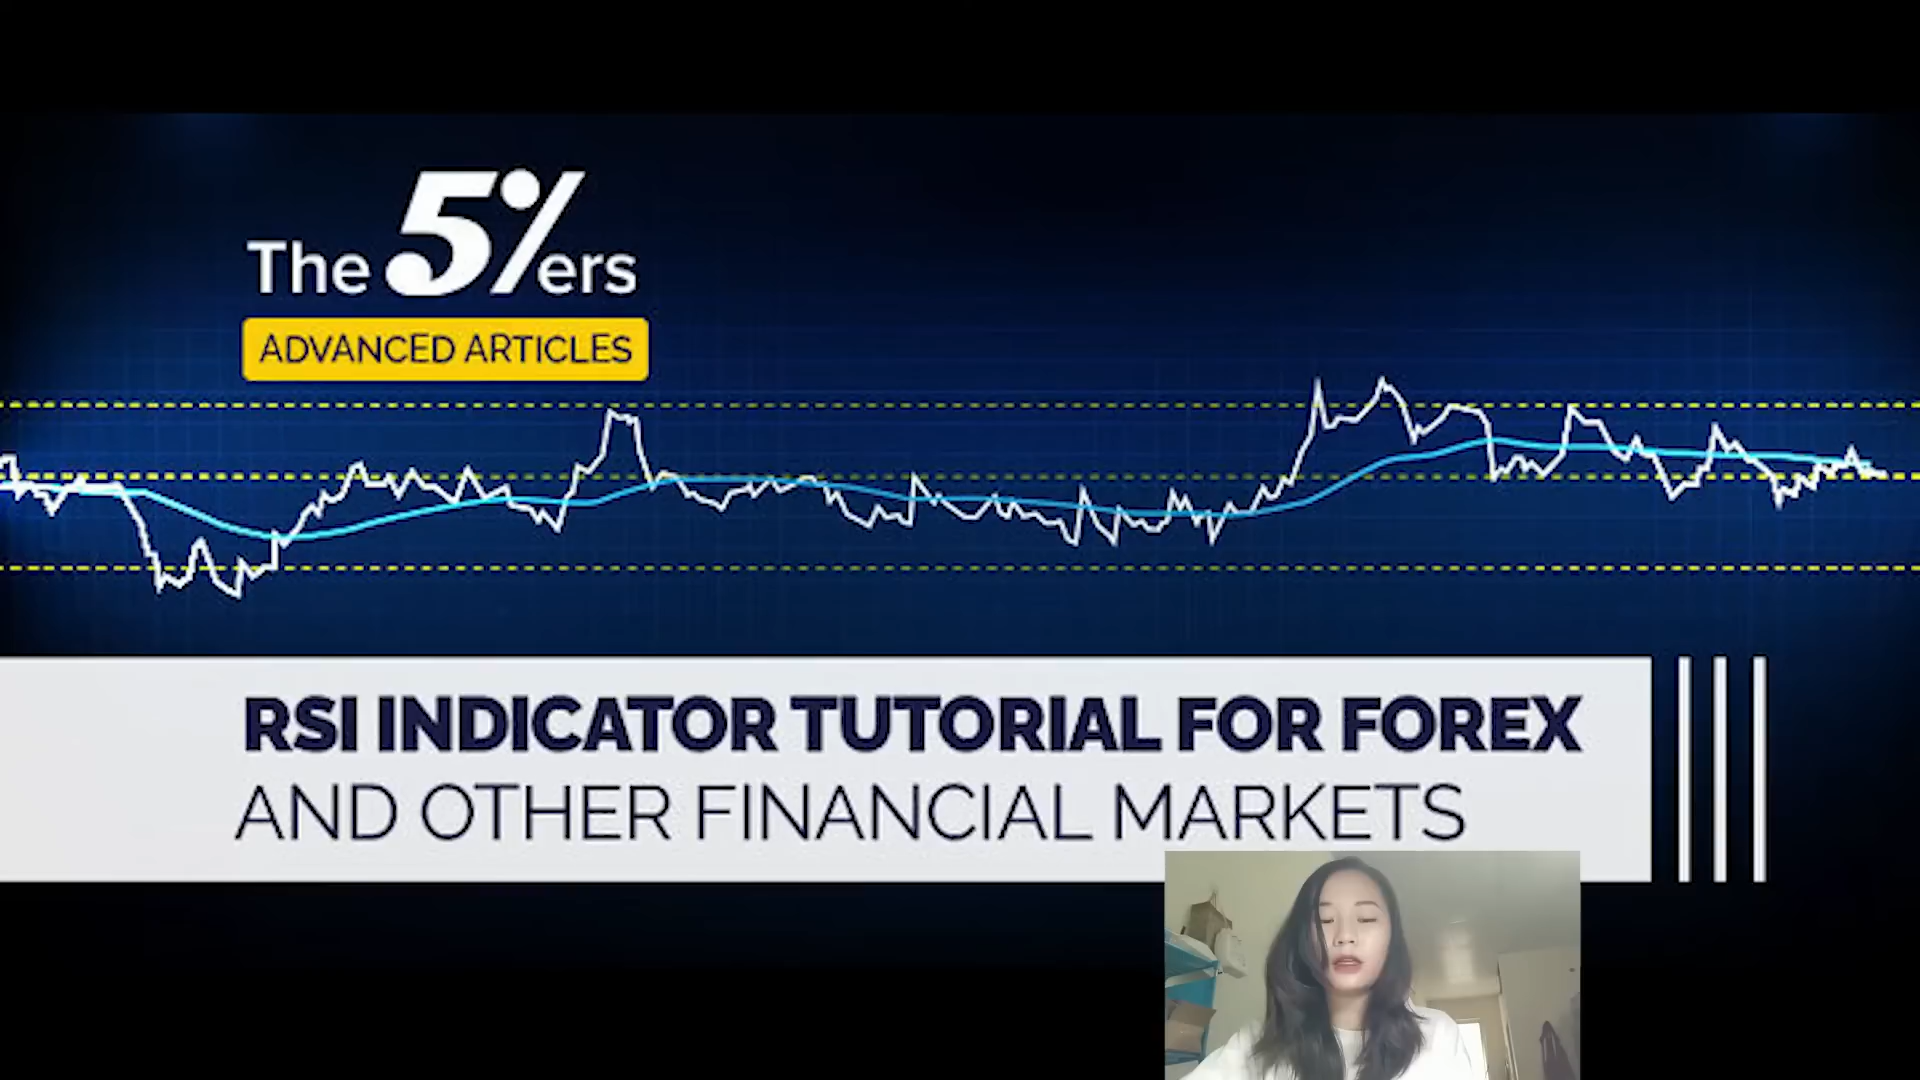 The 5%ers
ADVANCED ARTICLES
RSI INDICATOR TUTORIAL FOR FOREX
AND OTHER FINANCIAL MARKETS